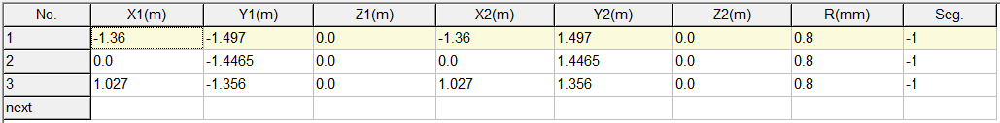 No. X1(m) Y1(m) Z1(m) X2(m) Y2(m) Z2(m) R(mm) Seg.
1 -1.36 -1.497 0.0 -1.36 1.497 0.0 0.8 -1
2 0.0 -1.4465 0.0 0.0 1.4465 0.0 0.8 -1
3 1.027 -1.356 0.0 1.027 1.356 0.0 0.8 -1
next